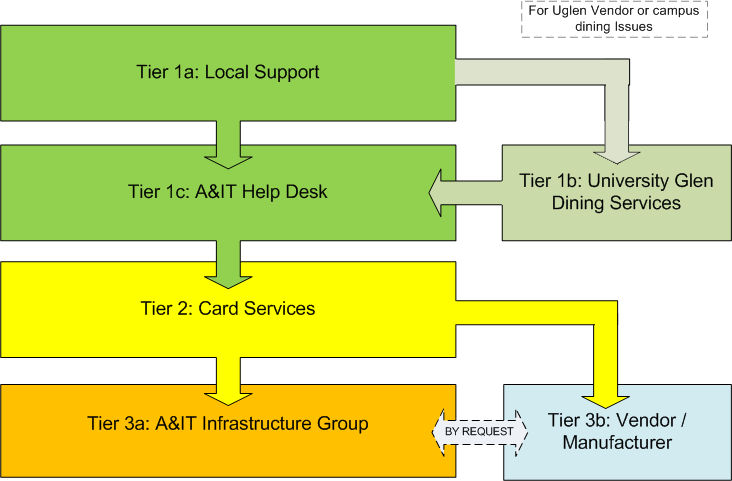 For Uglen Vendor or campus
dining Issues
Tier 1a: Local Support
Tier 1c: A&IT Help Desk
Tier 1b: University Glen
Dining Services
Tier 2: Card Services
Tier 3a: A&IT Infrastructure Group
BY REQUEST
Tier 3b: Vendor /
Manufacturer